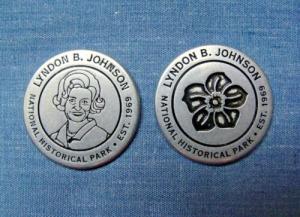 LYNDON B. JOHNSON
NATIONAL HISTORICAL PARK • EST. 1969
LYNDON B. JOHNSON
NATIONAL HISTORICAL PARK • EST. 1969